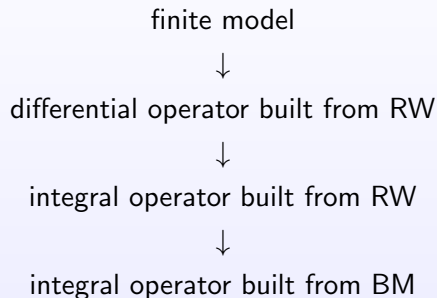 finite model
↓
differential operator built from RW
↓
integral operator built from RW
↓
integral operator built from BM